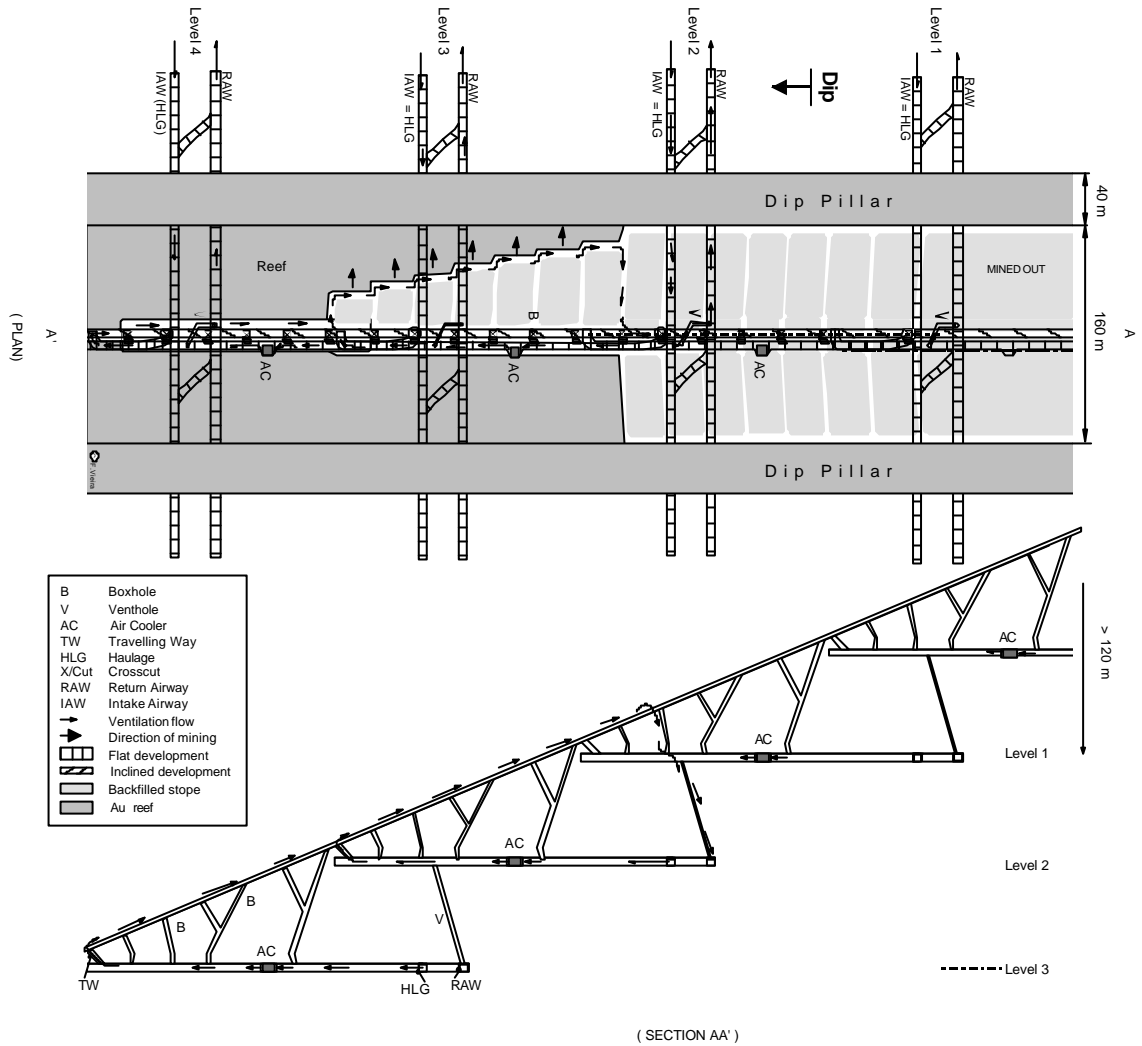 Level 4
Level 3
Level 2
Level 1
IAW (HLG)
RAW
IAW = HLG
RAW
IAW = HLG
RAW
IAW = HLG
RAW
Dip
Dip Pillar
40 m
Reef
MINED OUT
160 m
A
A'
( PLAN)
V
B
V
V
AC
AC
AC
Dip Pillar
F. Vieira
B Boxhole
V Venthole
AC Air Cooler
TW Travelling Way
HLG Haulage
X/Cut Crosscut
RAW Return Airway
IAW Intake Airway
Ventilation flow
Direction of mining
Flat development
Inclined development
Backfilled stope
Au reef
> 120 m
AC
AC
Level 1
AC
Level 2
B
B
V
AC
Level 3
TW
HLG
RAW
( SECTION AA' )